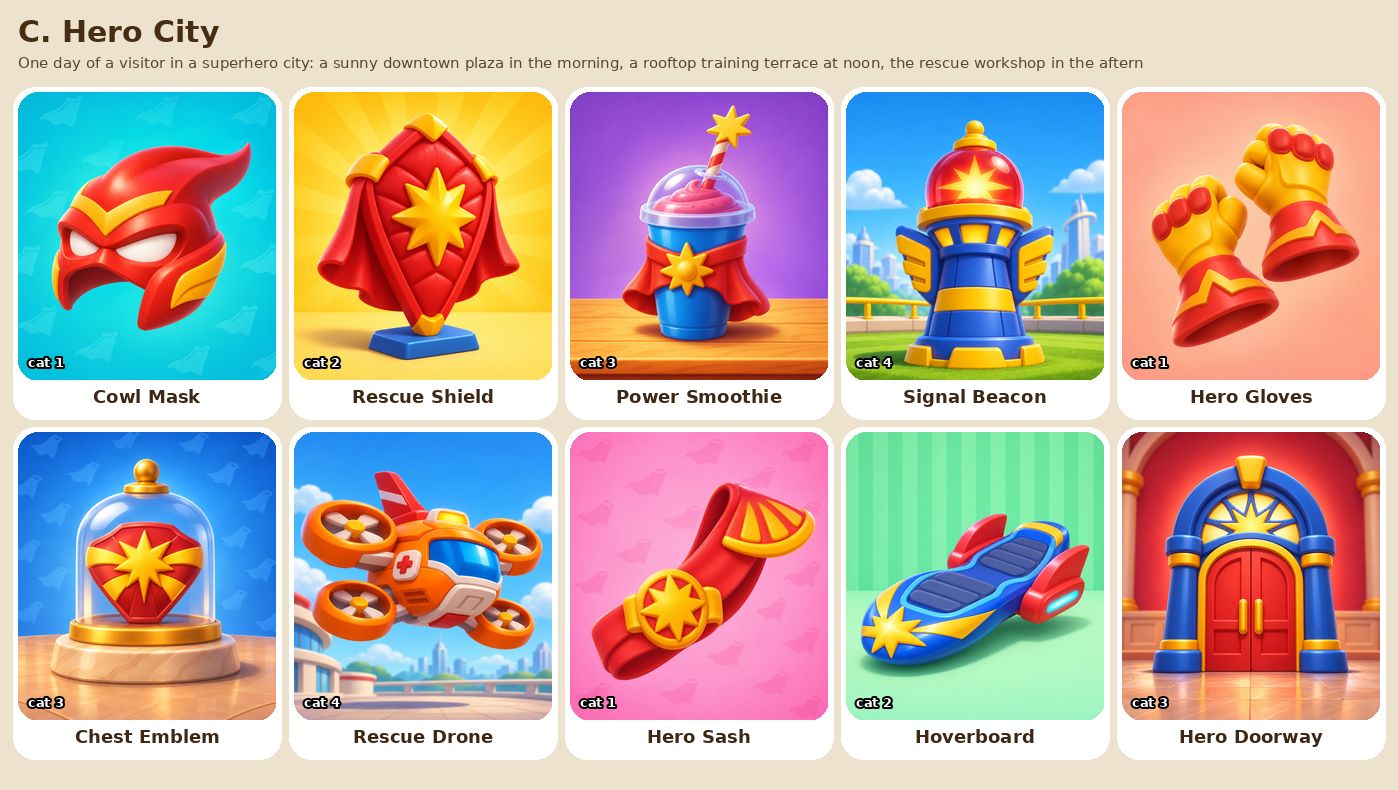 C. Hero City
One day of a visitor in a superhero city: a sunny downtown plaza in the morning, a rooftop training terrace at noon, the rescue workshop in the aftern
cat 1
cat 2
cat 3
cat 4
cat 1
Cowl Mask
Rescue Shield
Power Smoothie
Signal Beacon
Hero Gloves
cat 3
cat 4
cat 1
cat 2
cat 3
Chest Emblem
Rescue Drone
Hero Sash
Hoverboard
Hero Doorway